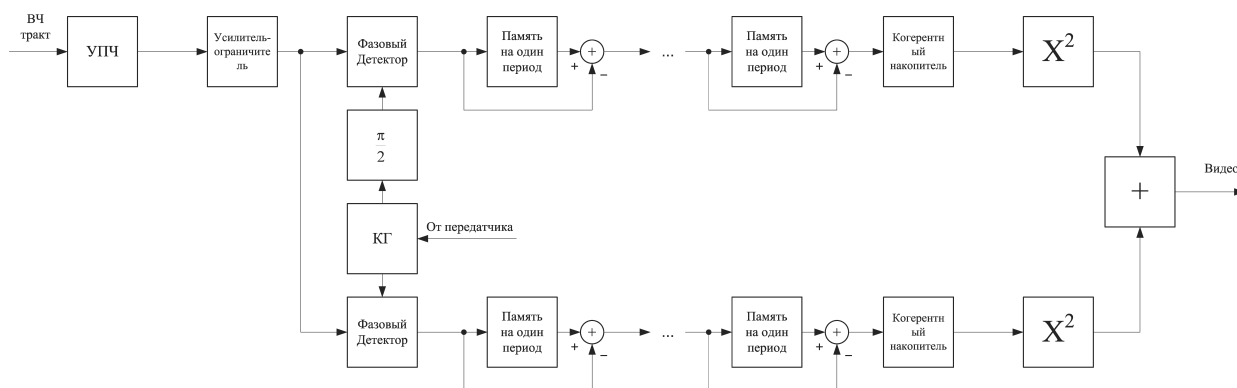 ВЧ
тракт
УПЧ
Усилитель-
ограничите
ль
Фазовый
Детектор
Память
на один
период
+
+
−
...
Память
на один
период
+
+
−
Когерентн
ый
накопитель
X²
π
2
КГ
От передатчика
+
Видео
Фазовый
Детектор
Память
на один
период
+
+
−
...
Память
на один
период
+
+
−
Когерентн
ый
накопитель
X²